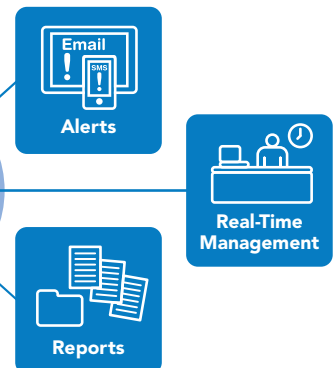 Email
!
SMS
!
Alerts
Real-Time
Management
Reports